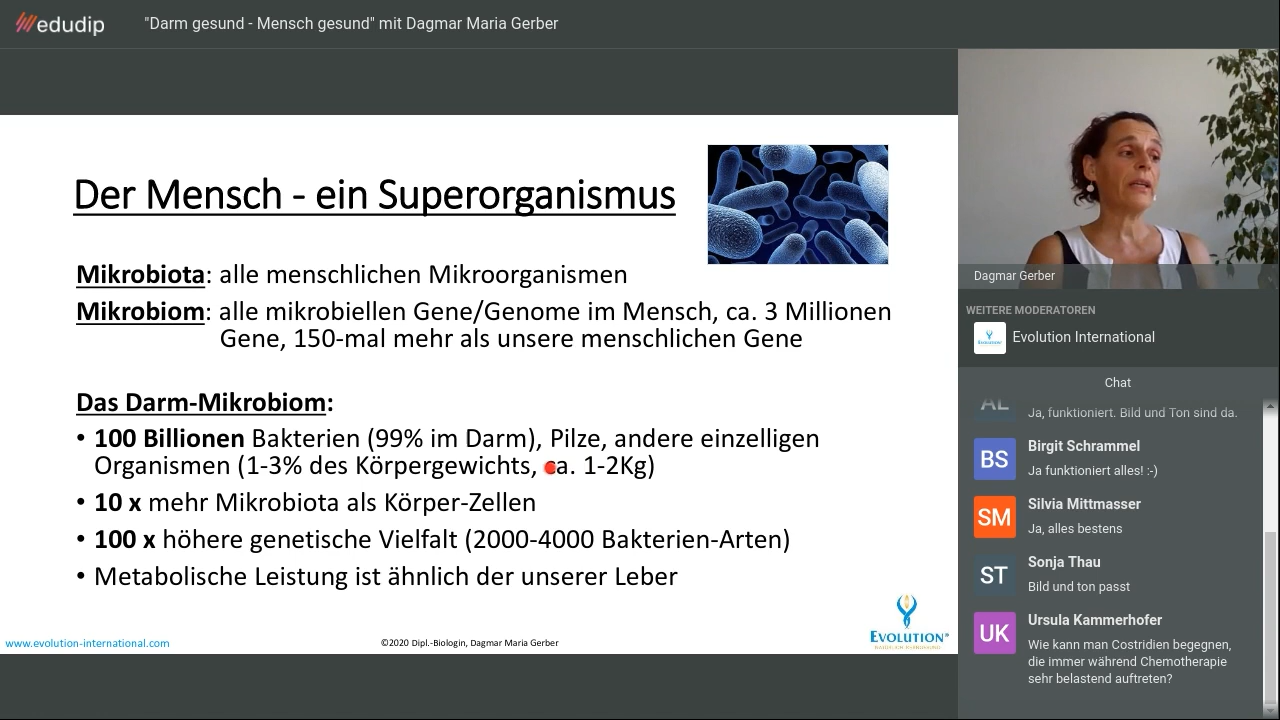 edudip
"Darm gesund - Mensch gesund" mit Dagmar Maria Gerber
Der Mensch - ein Superorganismus
Mikrobiota: alle menschlichen Mikroorganismen
Mikrobiom: alle mikrobiellen Gene/Genome im Mensch, ca. 3 Millionen
Gene, 150-mal mehr als unsere menschlichen Gene
Das Darm-Mikrobiom:
• 100 Billionen Bakterien (99% im Darm), Pilze, andere einzelligen
Organismen (1-3% des Körpergewichts, ca. 1-2Kg)
• 10 x mehr Mikrobiota als Körper-Zellen
• 100 x höhere genetische Vielfalt (2000-4000 Bakterien-Arten)
• Metabolische Leistung ist ähnlich der unserer Leber
www.evolution-international.com
©2020 Dipl.-Biologin, Dagmar Maria Gerber
EVOLUTION®
Dagmar Gerber
WEITERE MODERATOREN
Evolution International
Chat
AL
Ja, funktioniert. Bild und Ton sind da.
BS
Birgit Schrammel
Ja funktioniert alles! :-)
SM
Silvia Mittmasser
Ja, alles bestens
ST
Sonja Thau
Bild und ton passt
UK
Ursula Kammerhofer
Wie kann man Costridien begegnen,
die immer während Chemotherapie
sehr belastend auftreten?